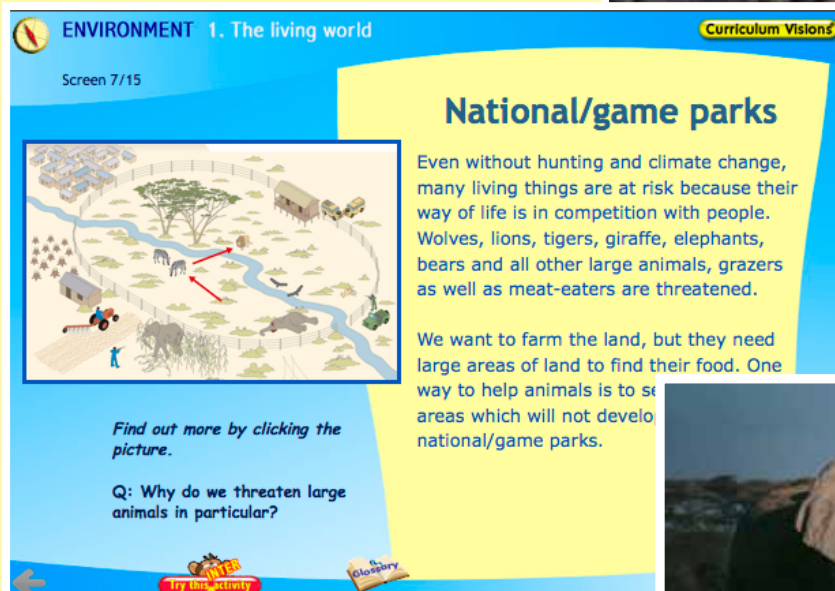 ENVIRONMENT 1. The living world
Curriculum Visions
Screen 7/15
National/game parks
Even without hunting and climate change,
many living things are at risk because their
way of life is in competition with people.
Wolves, lions, tigers, giraffe, elephants,
bears and all other large animals, grazers
as well as meat-eaters are threatened.
We want to farm the land, but they need
large areas of land to find their food. One
way to help animals is to
areas which will not
national/game parks.
Find out more by clicking the
picture.
Q: Why do we threaten large
animals in particular?
INTER
Try this activity
Glossary